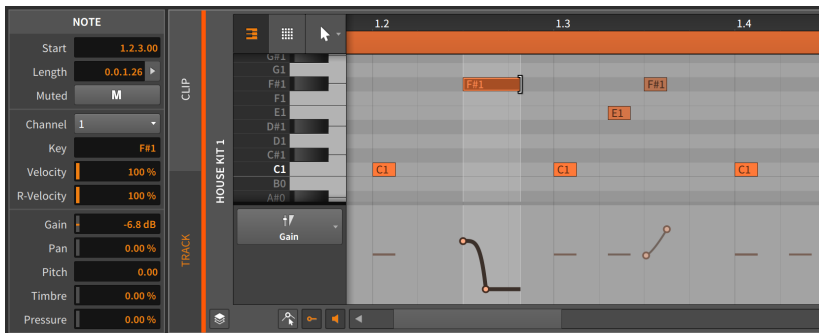 NOTE
Start 1.2.3.00
Length 0.0.1.26
Muted M
Channel 1
Key F#1
Velocity 100 %
R-Velocity 100 %
Gain -6.8 dB
Pan 0.00 %
Pitch 0.00
Timbre 0.00 %
Pressure 0.00 %
CLIP
TRACK
HOUSE KIT 1
1.2 1.3 1.4
G#1
G1
F#1 F#1 F#1
F1
E1 E1
D#1
D1
C#1
C1 C1 C1 C1
B0
A#0
Gain